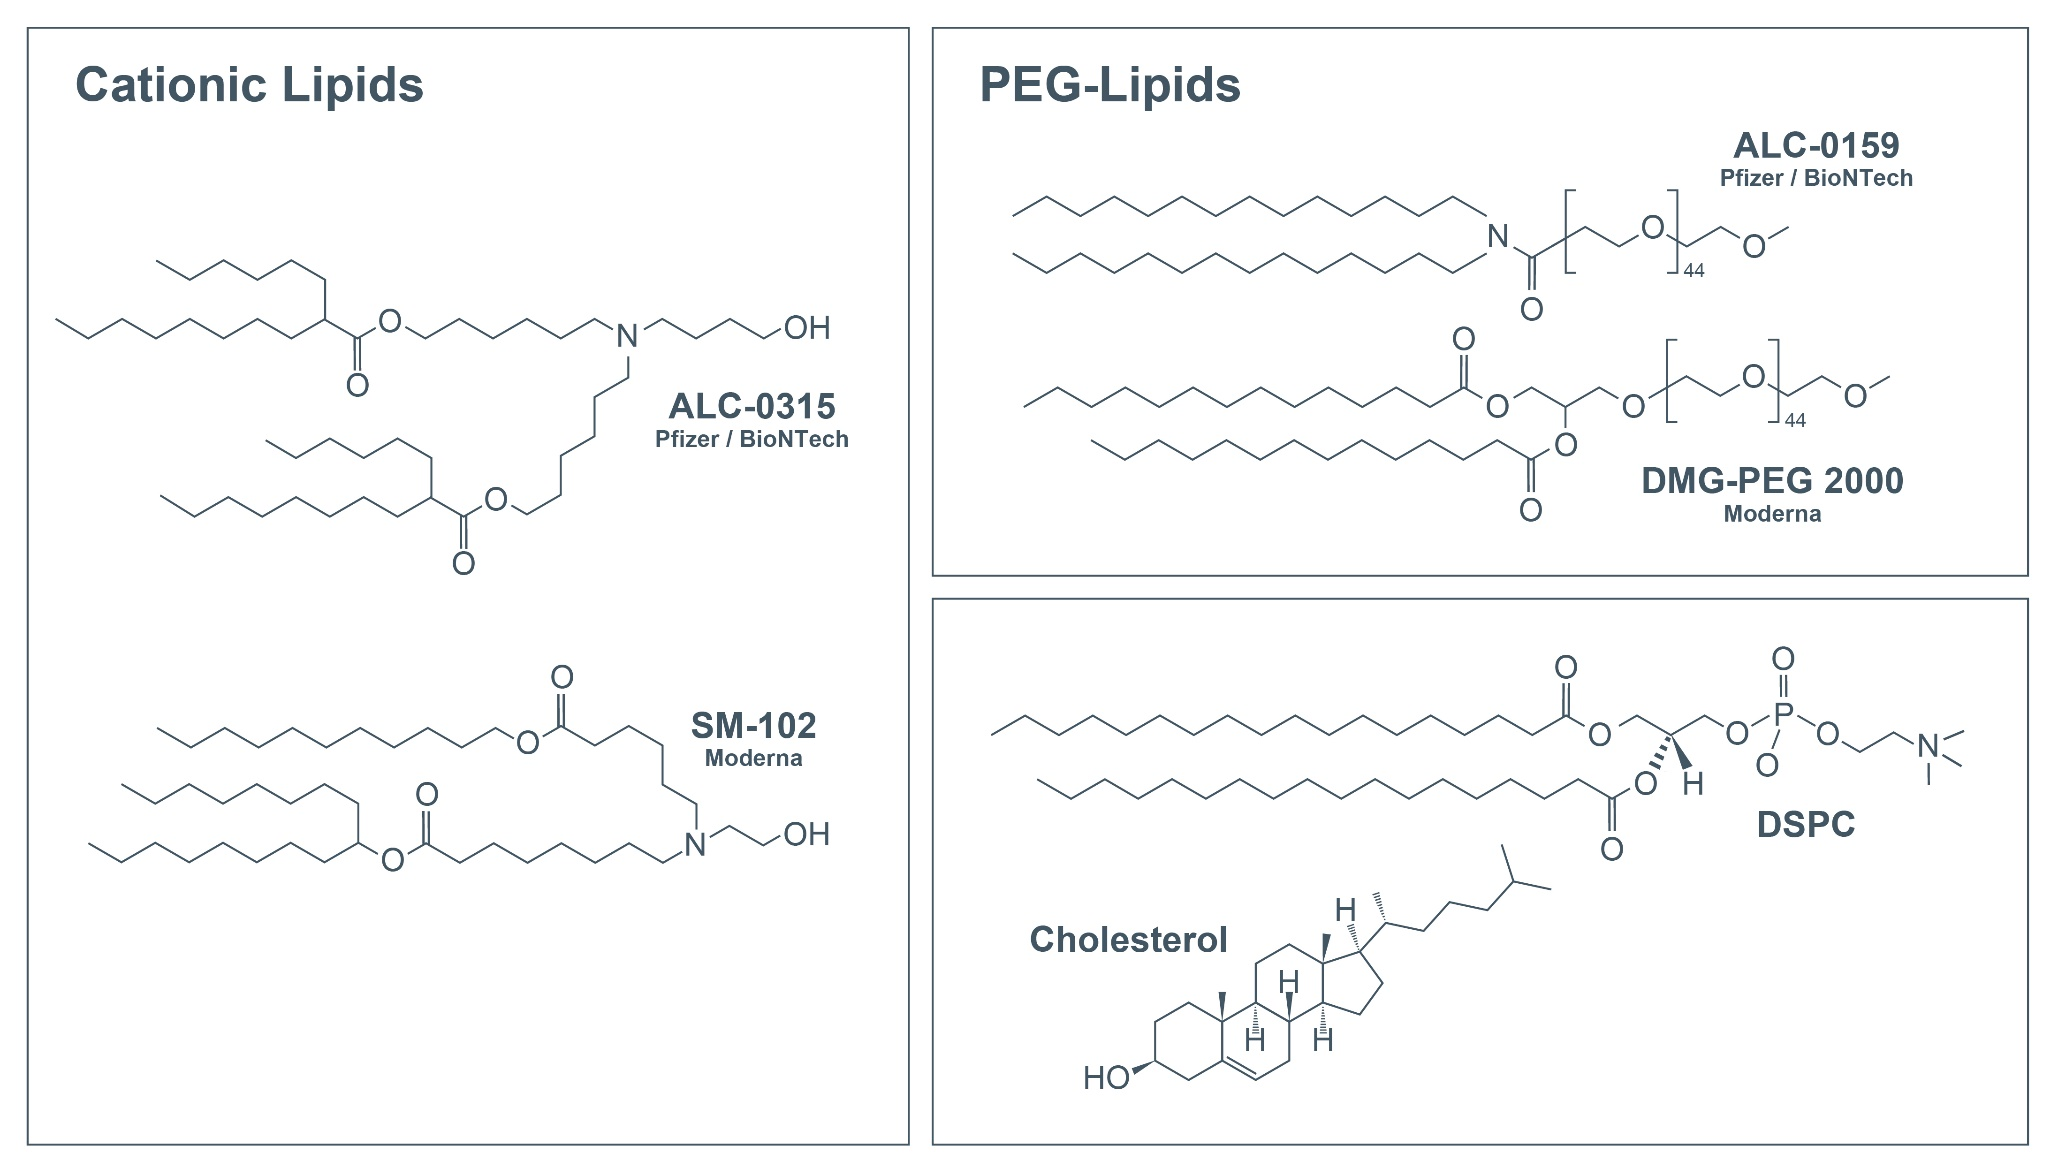 Cationic Lipids
O
O
N
OH
ALC-0315
Pfizer / BioNTech
O
O
O
O
SM-102
Moderna
O
O
N
OH
PEG-Lipids
ALC-0159
Pfizer / BioNTech
N
O
O
O
44
O
O
O
O
O
44
O
O
DMG-PEG 2000
Moderna
O
O
O
O
P
O
O
N
O
H
O
DSPC
Cholesterol
H
H
H
H
HO